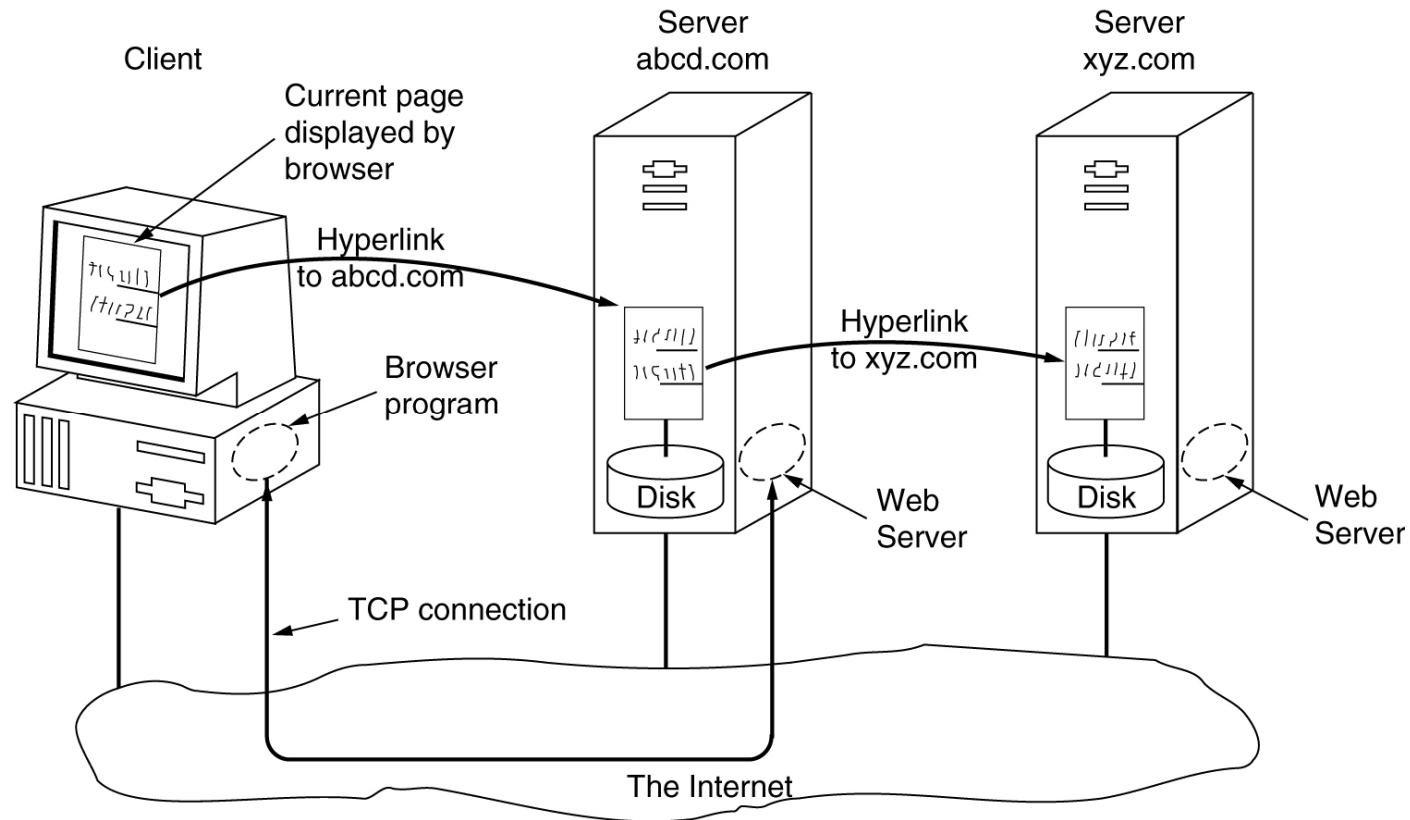 Client
Server
abcd.com
Server
xyz.com
Current page
displayed by
browser
Hyperlink
to abcd.com
Hyperlink
to xyz.com
Browser
program
Disk
Web
Server
Disk
Web
Server
TCP connection
The Internet